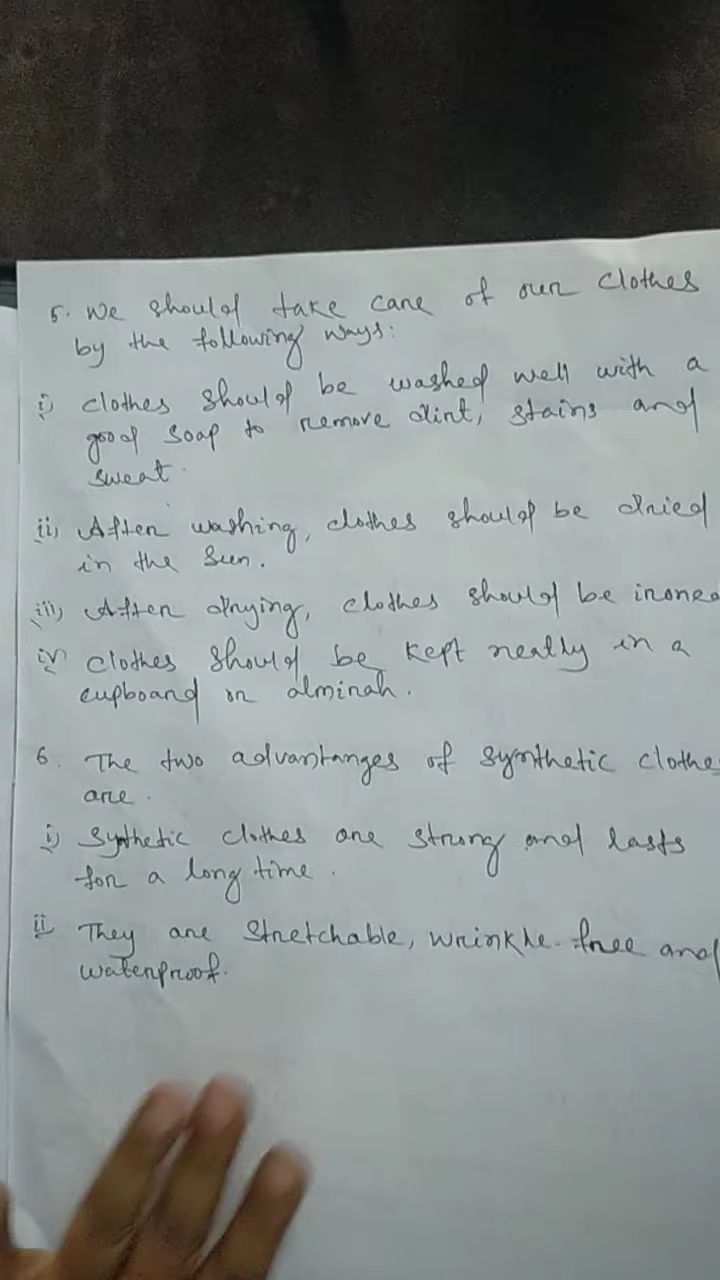 5. We should take care of our clothes
by the following ways:
i) clothes should be washed well with a
good soap to remove dirt, stains and
sweat.
ii) After washing, clothes should be dried
in the sun.
iii) After drying, clothes should be ironed
iv) clothes should be kept neatly in a
cupboard or almirah.
6. The two advantanges of synthetic clothes
are.
i) Synthetic clothes are strong and lasts
for a long time.
ii) They are stretchable, wrinkle-free and
waterproof.